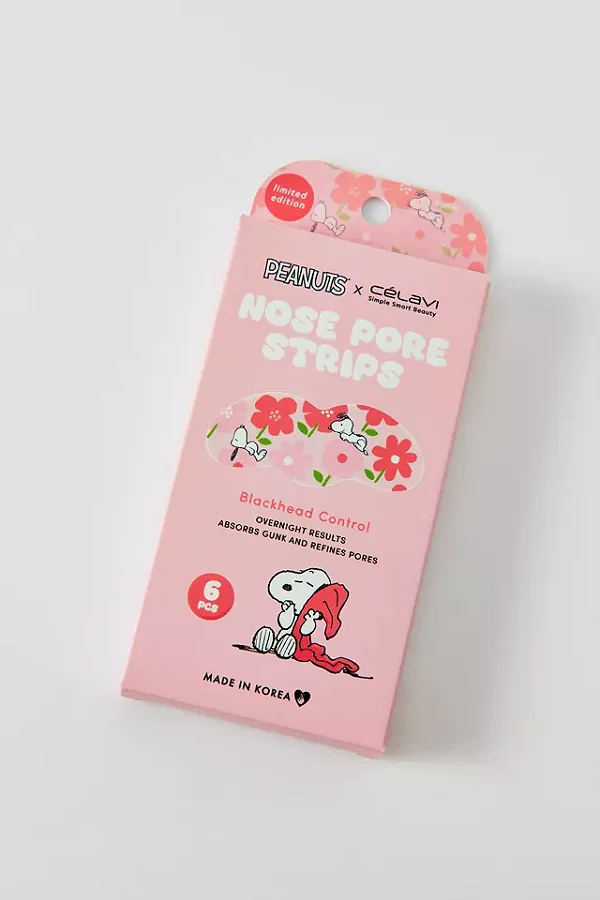 limited
edition
PEANUTS x CéLAVI
Simple Smart Beauty
NOSE PORE
STRIPS
Blackhead Control
OVERNIGHT RESULTS
ABSORBS GUNK AND REFINES PORES
6
PCS
MADE IN KOREA